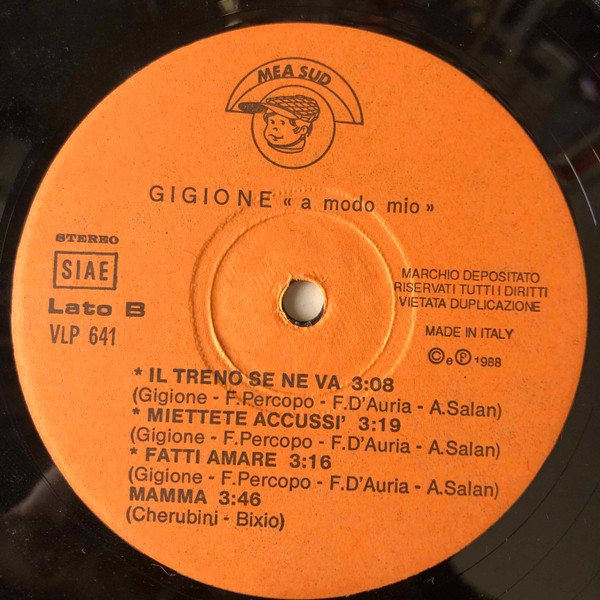 MEA SUD
GIGIONE « a modo mio »
STEREO
SIAE
Lato B
VLP 641
MARCHIO DEPOSITATO
RISERVATI TUTTI I DIRITTI
VIETATA DUPLICAZIONE
MADE IN ITALY
© e ℗ 1988
* IL TRENO SE NE VA 3:08
(Gigione - F.Percopo - F.D'Auria - A.Salan)
* MIETTETE ACCUSSI' 3:19
(Gigione - F.Percopo - F.D'Auria - A.Salan)
* FATTI AMARE 3:16
(Gigione - F.Percopo - F.D'Auria - A.Salan)
MAMMA 3:46
(Cherubini - Bixio)